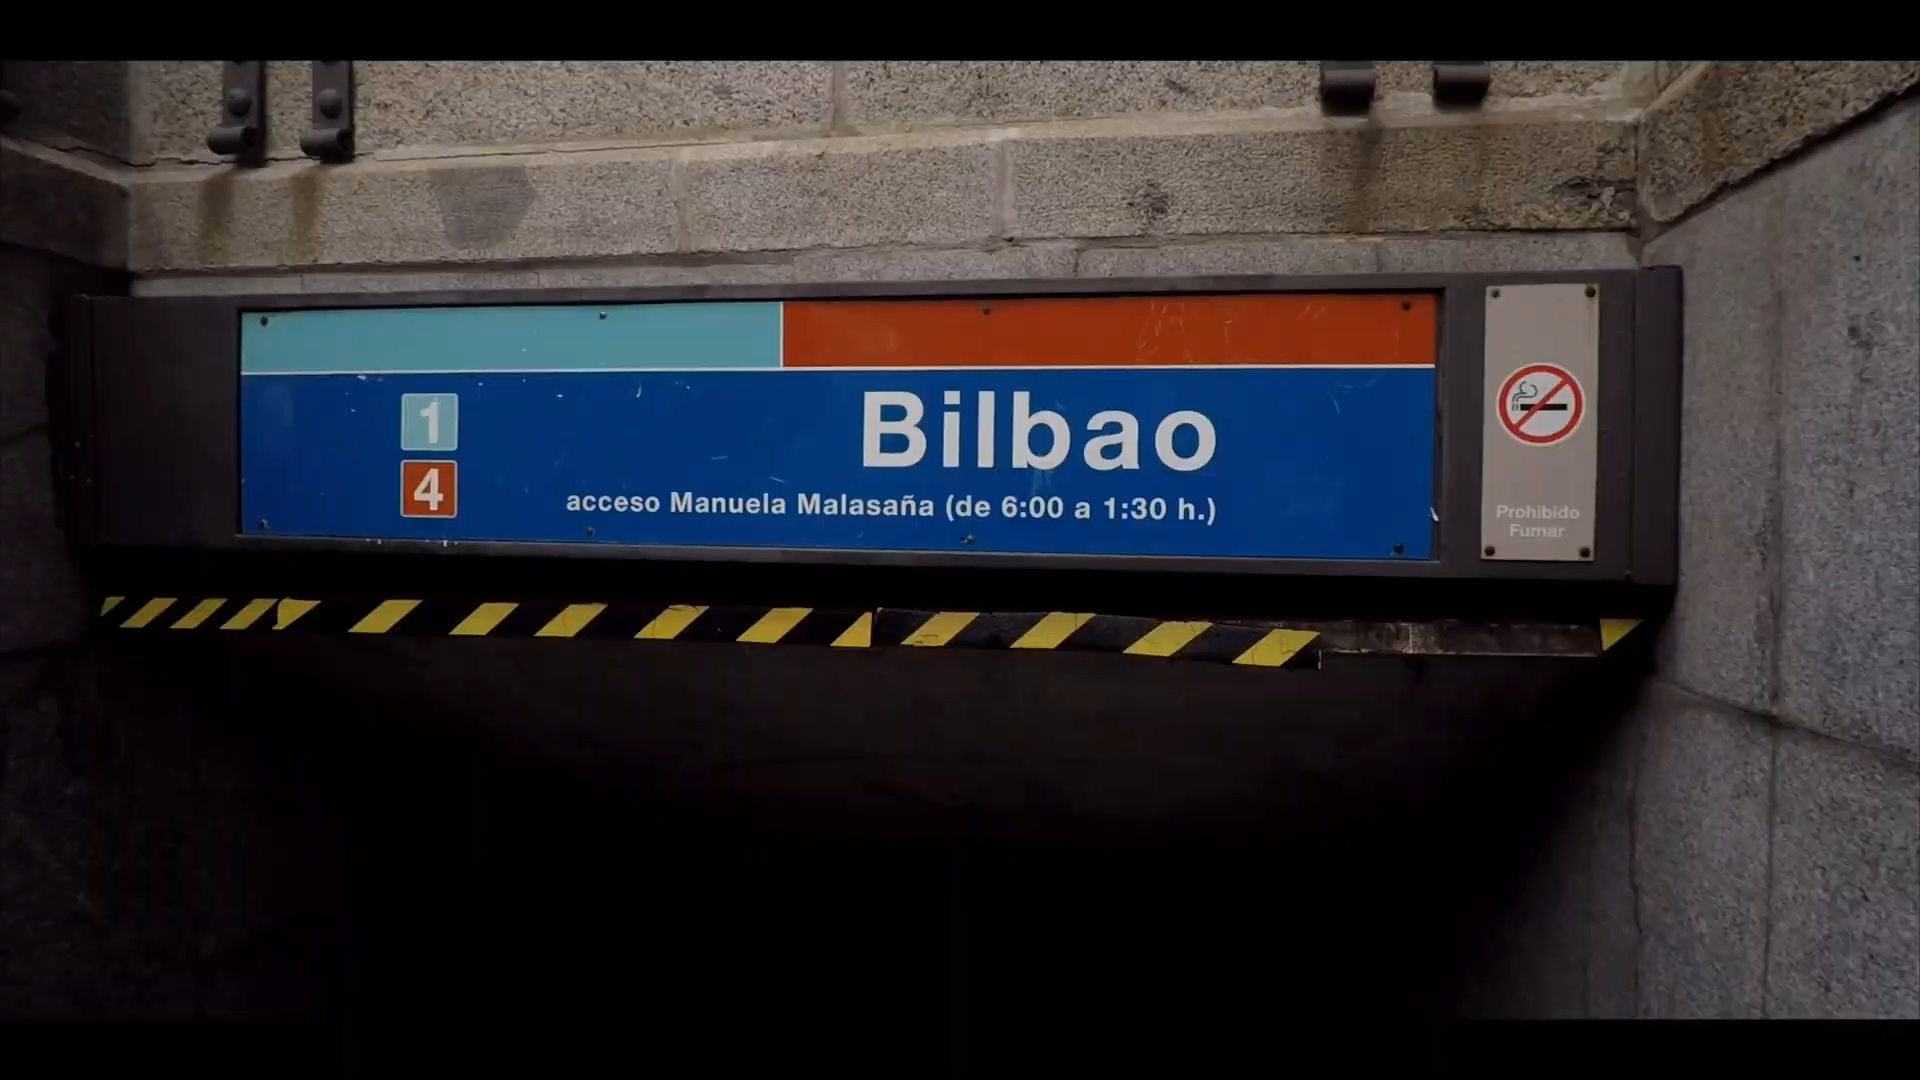 1
4
Bilbao
acceso Manuela Malasaña (de 6:00 a 1:30 h.)
Prohibido
Fumar